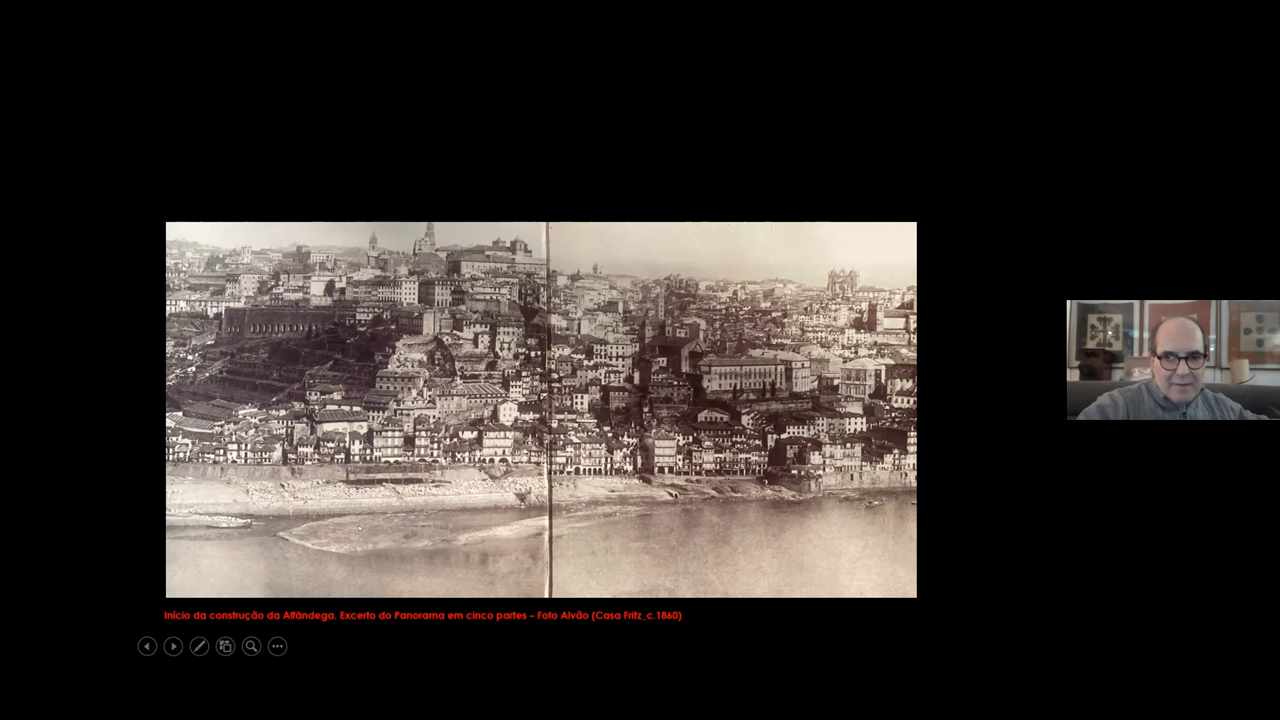 Início da construção da Alfândega. Excerto do Panorama em cinco partes – Foto Alvão (Casa Fritz_c.1860)